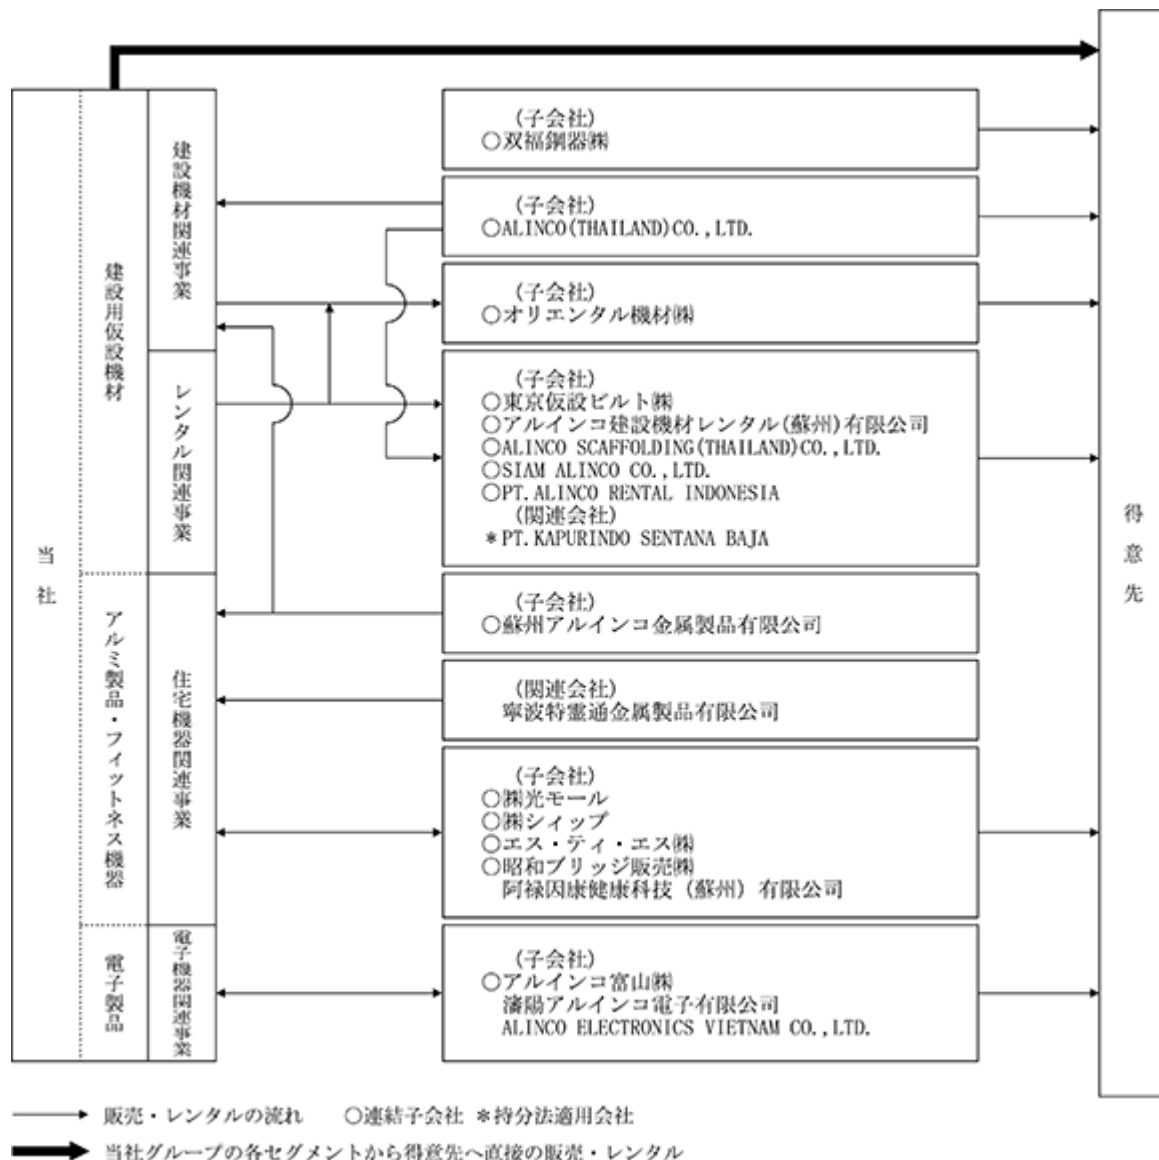 当社
建設用仮設機材
アルミ製品・フィットネス機器
電子製品
建設機材関連事業
レンタル関連事業
住宅機器関連事業
電子機器関連事業
(子会社)
○双福鋼器㈱
(子会社)
○ALINCO(THAILAND)CO.,LTD.
(子会社)
○オリエンタル機材㈱
(子会社)
○東京仮設ビルト㈱
○アルインコ建設機材レンタル(蘇州)有限公司
○ALINCO SCAFFOLDING(THAILAND)CO.,LTD.
○SIAM ALINCO CO.,LTD.
○PT.ALINCO RENTAL INDONESIA
(関連会社)
＊PT.KAPURINDO SENTANA BAJA
(子会社)
○蘇州アルインコ金属製品有限公司
(関連会社)
寧波特霊通金属製品有限公司
(子会社)
○㈱光モール
○㈱シィップ
○エス・ティ・エス㈱
○昭和ブリッジ販売㈱
阿禄因康健康科技（蘇州）有限公司
(子会社)
○アルインコ富山㈱
瀋陽アルインコ電子有限公司
ALINCO ELECTRONICS VIETNAM CO.,LTD.
得意先
販売・レンタルの流れ ○連結子会社 ＊持分法適用会社
当社グループの各セグメントから得意先へ直接の販売・レンタル